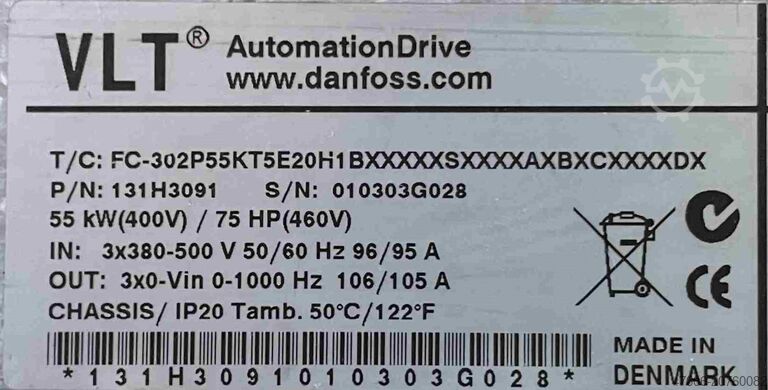 VLT® AutomationDrive
www.danfoss.com
T/C: FC-302P55KT5E20H1BXXXXXSXXXXAXBXCXXXXDX
P/N: 131H3091 S/N: 010303G028
55 kW(400V) / 75 HP(460V)
IN: 3x380-500 V 50/60 Hz 96/95 A
OUT: 3x0-Vin 0-1000 Hz 106/105 A
CHASSIS/ IP20 Tamb. 50°C/122°F
CE
*131H3091010303G028*
MADE IN
DENMARK